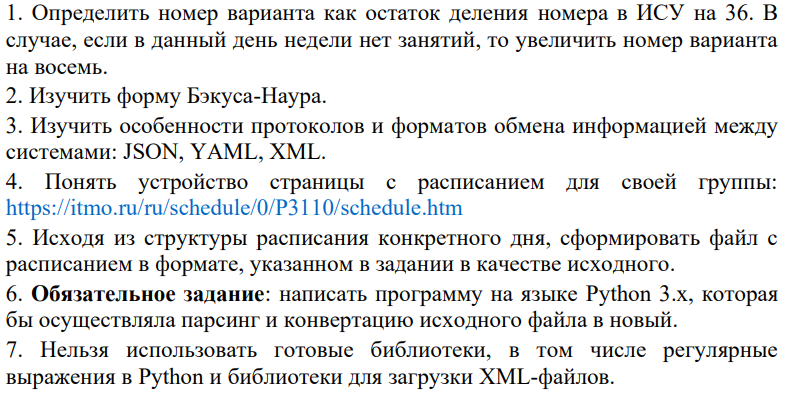 1. Определить номер варианта как остаток деления номера в ИСУ на 36. В
случае, если в данный день недели нет занятий, то увеличить номер варианта
на восемь.
2. Изучить форму Бэкуса-Наура.
3. Изучить особенности протоколов и форматов обмена информацией между
системами: JSON, YAML, XML.
4. Понять устройство страницы с расписанием для своей группы:
https://itmo.ru/ru/schedule/0/P3110/schedule.htm
5. Исходя из структуры расписания конкретного дня, сформировать файл с
расписанием в формате, указанном в задании в качестве исходного.
6. Обязательное задание: написать программу на языке Python 3.x, которая
бы осуществляла парсинг и конвертацию исходного файла в новый.
7. Нельзя использовать готовые библиотеки, в том числе регулярные
выражения в Python и библиотеки для загрузки XML-файлов.